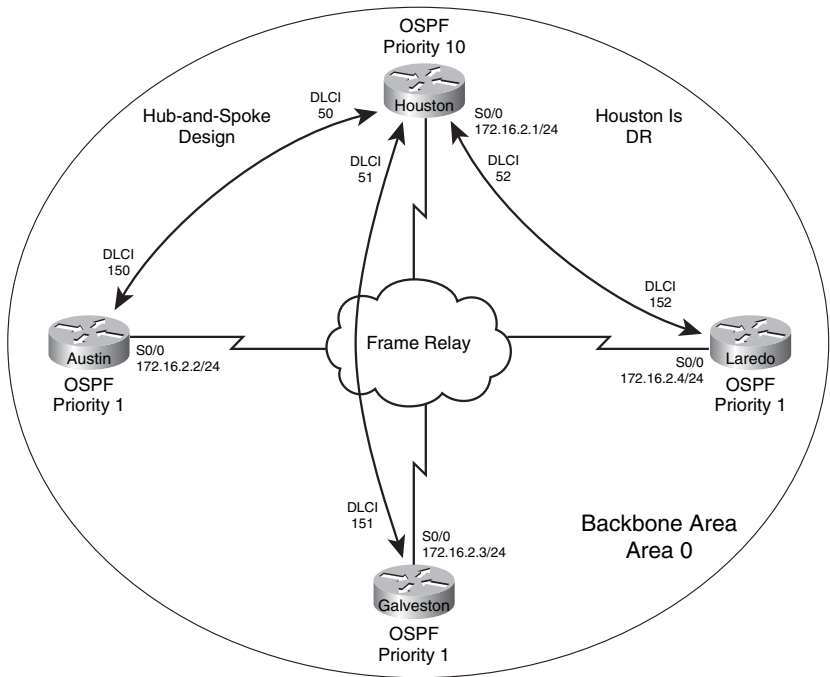 OSPF
Priority 10
Houston
Hub-and-Spoke
Design
DLCI
50
S0/0
172.16.2.1/24
Houston Is
DR
DLCI
51
DLCI
52
DLCI
150
DLCI
152
Frame Relay
Austin
S0/0
172.16.2.2/24
OSPF
Priority 1
Laredo
S0/0
172.16.2.4/24
OSPF
Priority 1
DLCI
151
S0/0
172.16.2.3/24
Backbone Area
Area 0
Galveston
OSPF
Priority 1